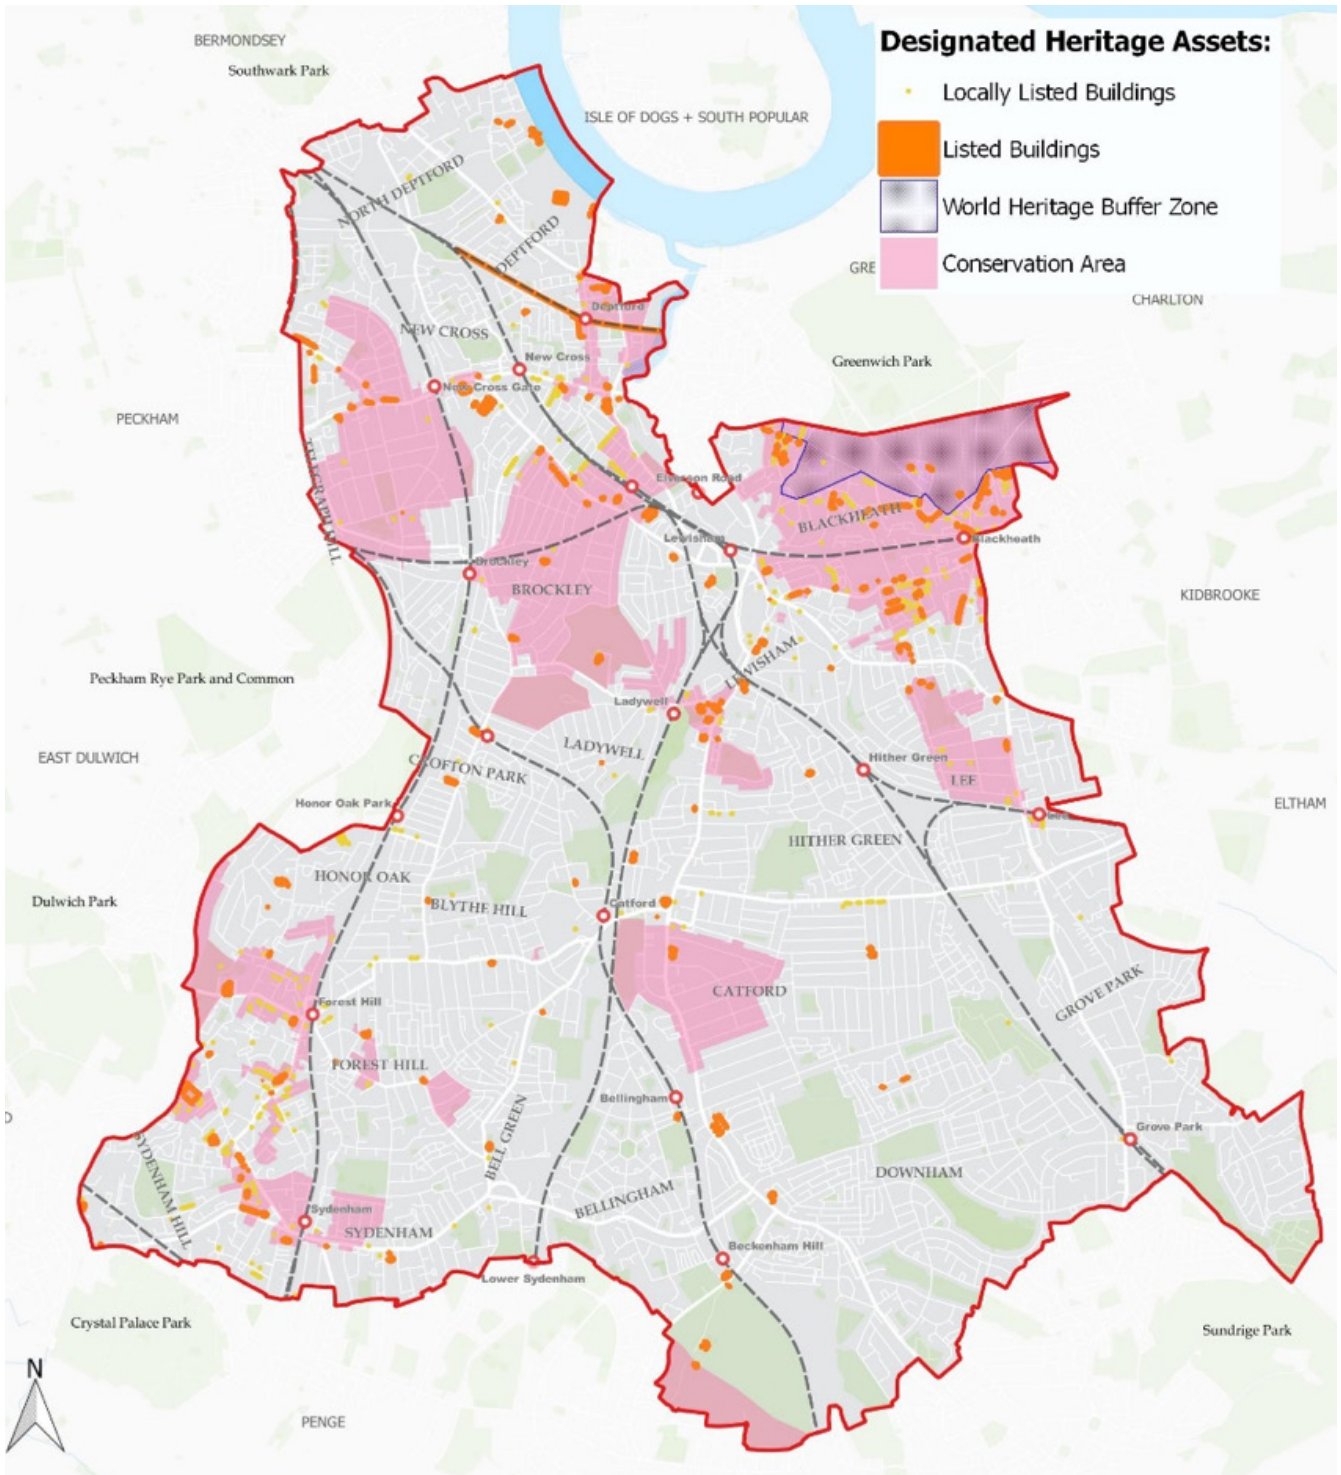 BERMONDSEY
Southwark Park
Designated Heritage Assets:
Locally Listed Buildings
Listed Buildings
World Heritage Buffer Zone
Conservation Area
ISLE OF DOGS + SOUTH POPULAR
NORTH DEPTFORD
DEPTFORD
GRE
CHARLTON
Deptford
NEW CROSS
New Cross
Greenwich Park
New Cross Gate
PECKHAM
TELEGRAPH HILL
Elverson Road
BLACKHEATH
Lewisham
Blackheath
Brockley
BROCKLEY
KIDBROOKE
LEWISHAM
Peckham Rye Park and Common
Ladywell
LADYWELL
EAST DULWICH
CROFTON PARK
Hither Green
LEE
Honor Oak Park
ELTHAM
HITHER GREEN
HONOR OAK
Dulwich Park
BLYTHE HILL
Catford
CATFORD
GROVE PARK
Forest Hill
FOREST HILL
Bellingham
BELL GREEN
Grove Park
SYDENHAM HILL
DOWNHAM
BELLINGHAM
Sydenham
SYDENHAM
Beckenham Hill
Lower Sydenham
Crystal Palace Park
Sundrige Park
N
PENGE